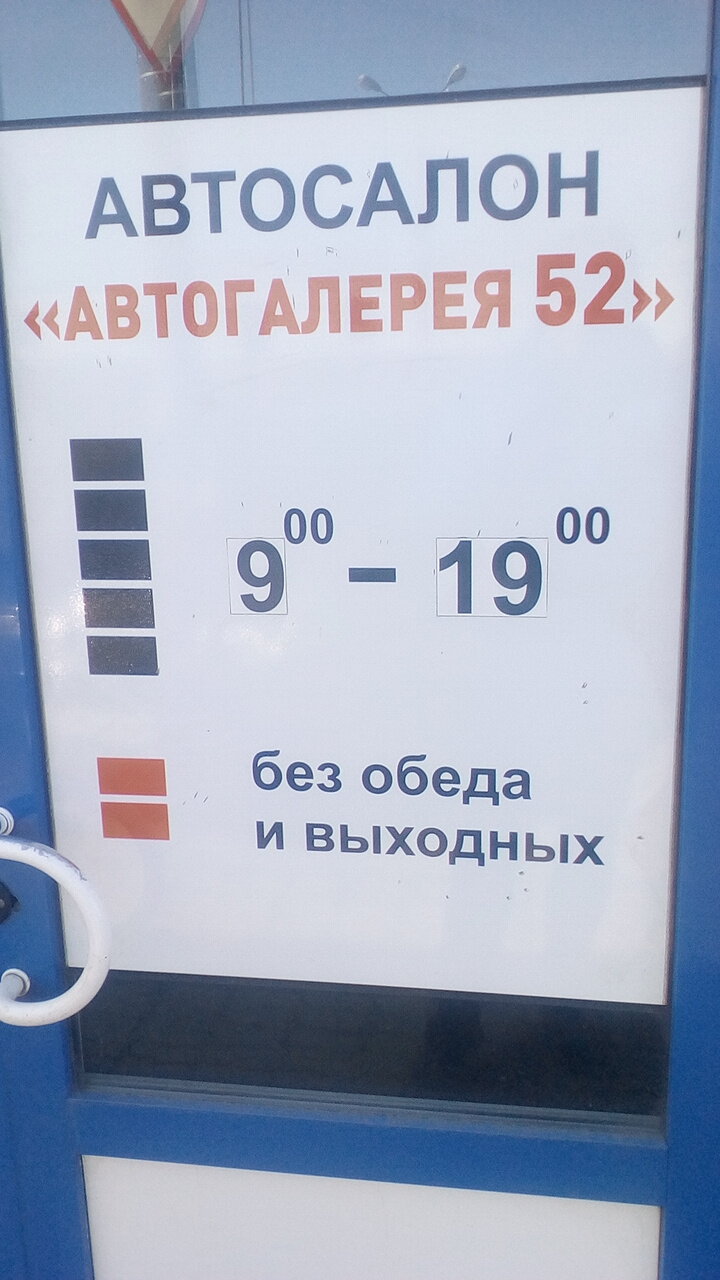 АВТОСАЛОН
«АВТОГАЛЕРЕЯ 52»
9⁰⁰ – 19⁰⁰
без обеда
и выходных